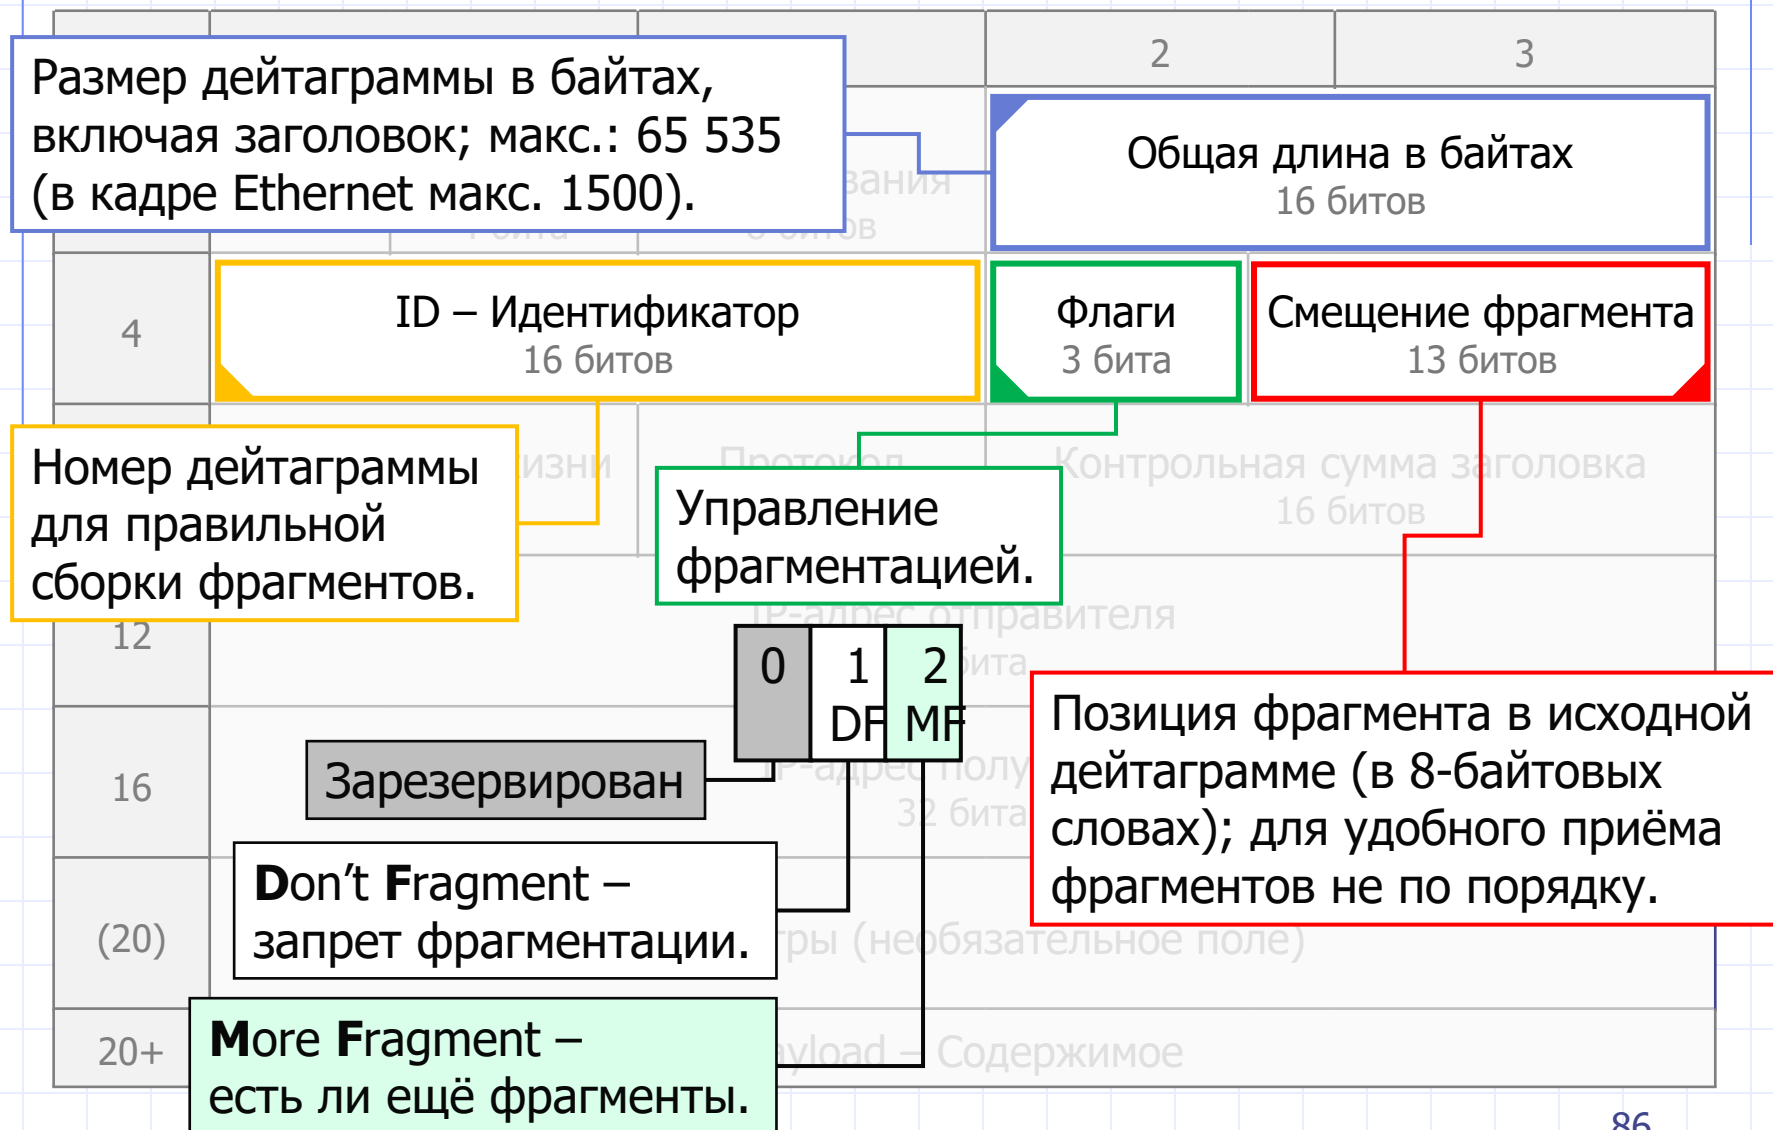 2
3
Размер дейтаграммы в байтах,
включая заголовок; макс.: 65 535
(в кадре Ethernet макс. 1500).
Общая длина в байтах
16 битов
4
ID – Идентификатор
16 битов
Флаги
3 бита
Смещение фрагмента
13 битов
Номер дейтаграммы
для правильной
сборки фрагментов.
Протокол
Контрольная сумма заголовка
16 битов
Управление
фрагментацией.
12
IP-адрес отправителя
0
1
DF
2
MF
Зарезервирован
16
32 бита
Позиция фрагмента в исходной
дейтаграмме (в 8-байтовых
словах); для удобного приёма
фрагментов не по порядку.
Don’t Fragment –
запрет фрагментации.
(20)
(необязательное поле)
More Fragment –
есть ли ещё фрагменты.
20+
– Содержимое
86